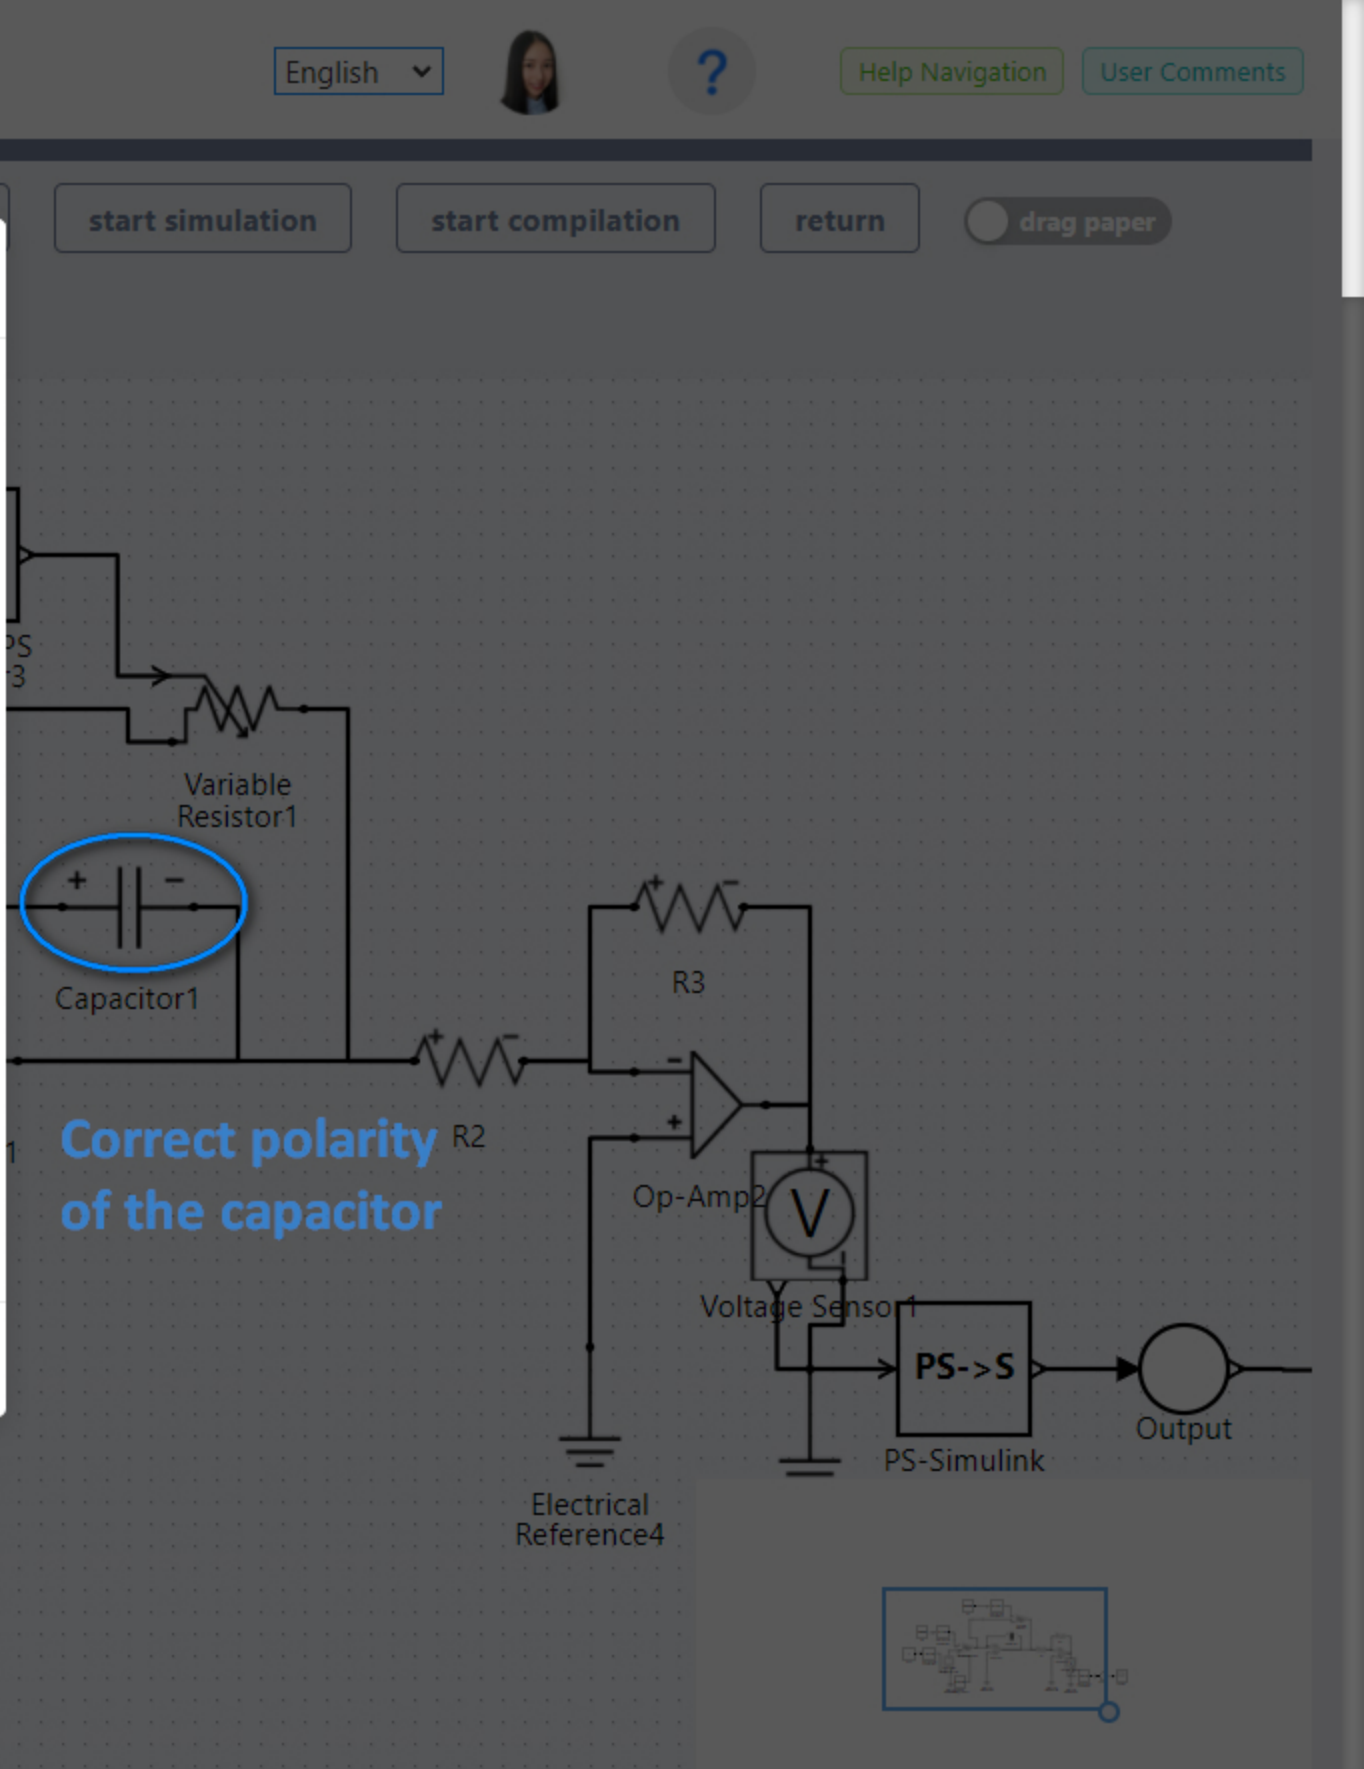 English
?
Help Navigation
User Comments
start simulation
start compilation
return
drag paper
PS
-3
Variable
Resistor1
+ −
Capacitor1
+ −
R3
+ −
R2
1
Correct polarity
of the capacitor
−
+
Op-Amp2
+
V
Voltage Sensor1
PS->S
PS-Simulink
Output
Electrical
Reference4